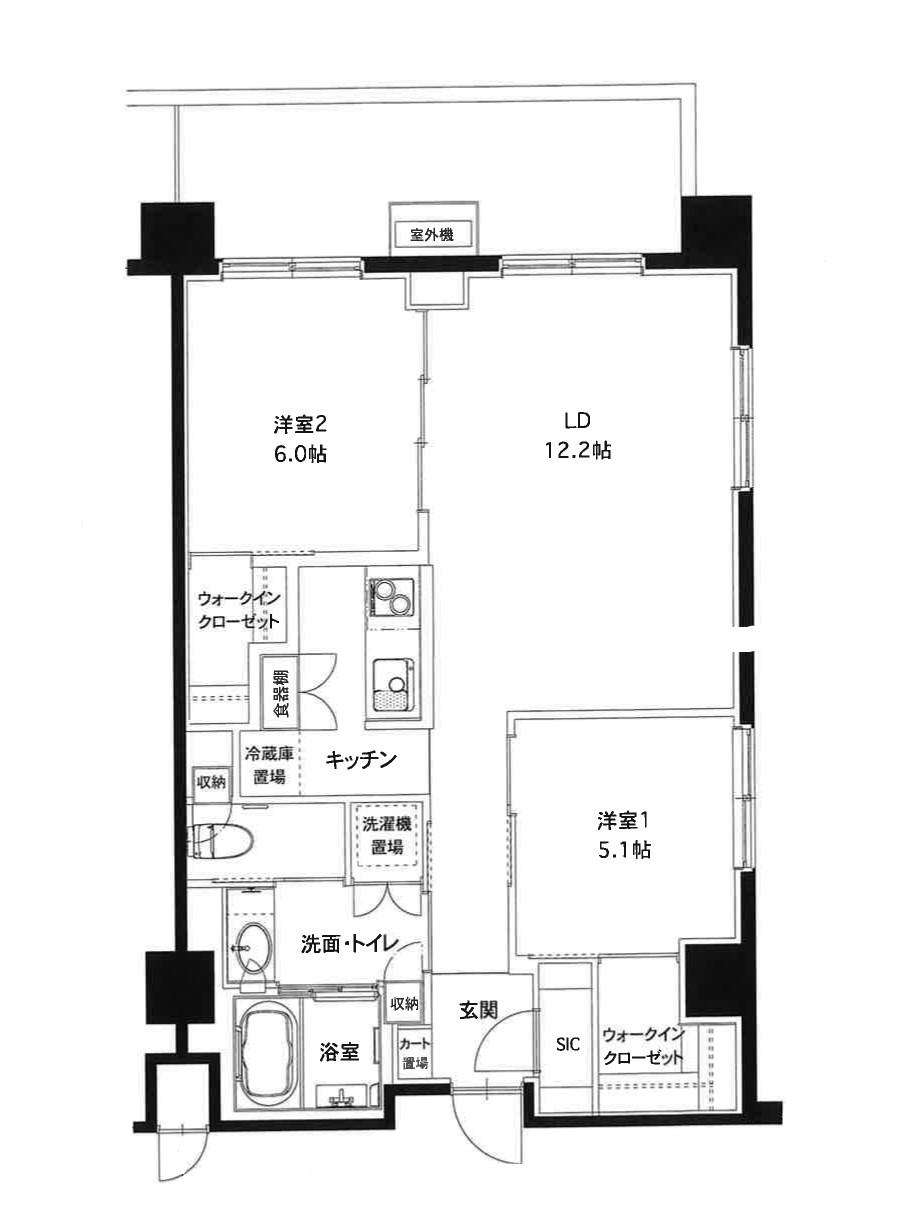 室外機
洋室2
6.0帖
LD
12.2帖
ウォークイン
クローゼット
食器棚
冷蔵庫
置場
キッチン
収納
洗濯機
置場
洋室1
5.1帖
洗面・トイレ
収納
玄関
カート
置場
浴室
SIC
ウォークイン
クローゼット